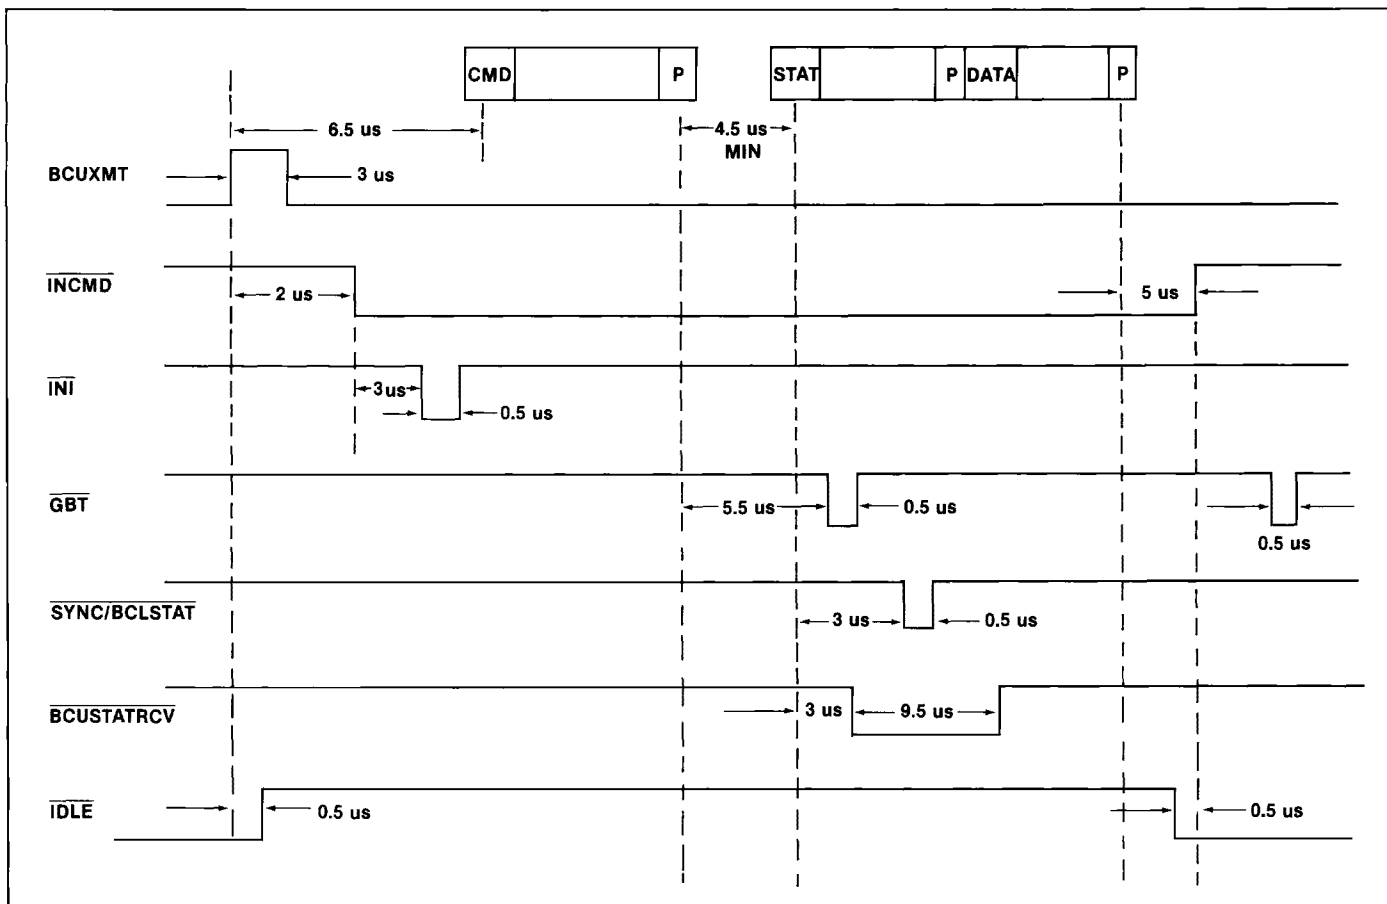 CMD P STAT P DATA P
6.5 us 4.5 us
MIN
BCUXMT 3 us
INCMD 2 us 5 us
INI 3us 0.5 us
GBT 5.5 us 0.5 us 0.5 us
SYNC/BCLSTAT 3 us 0.5 us
BCUSTATRCV 3 us 9.5 us
IDLE 0.5 us 0.5 us